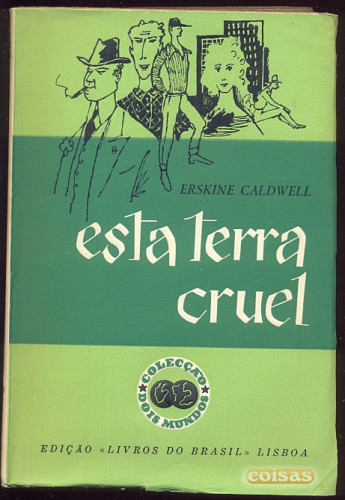 ERSKINE CALDWELL
esta terra
cruel
COLECÇÃO
DOIS MUNDOS
EDIÇÃO «LIVROS DO BRASIL» LISBOA
coisas